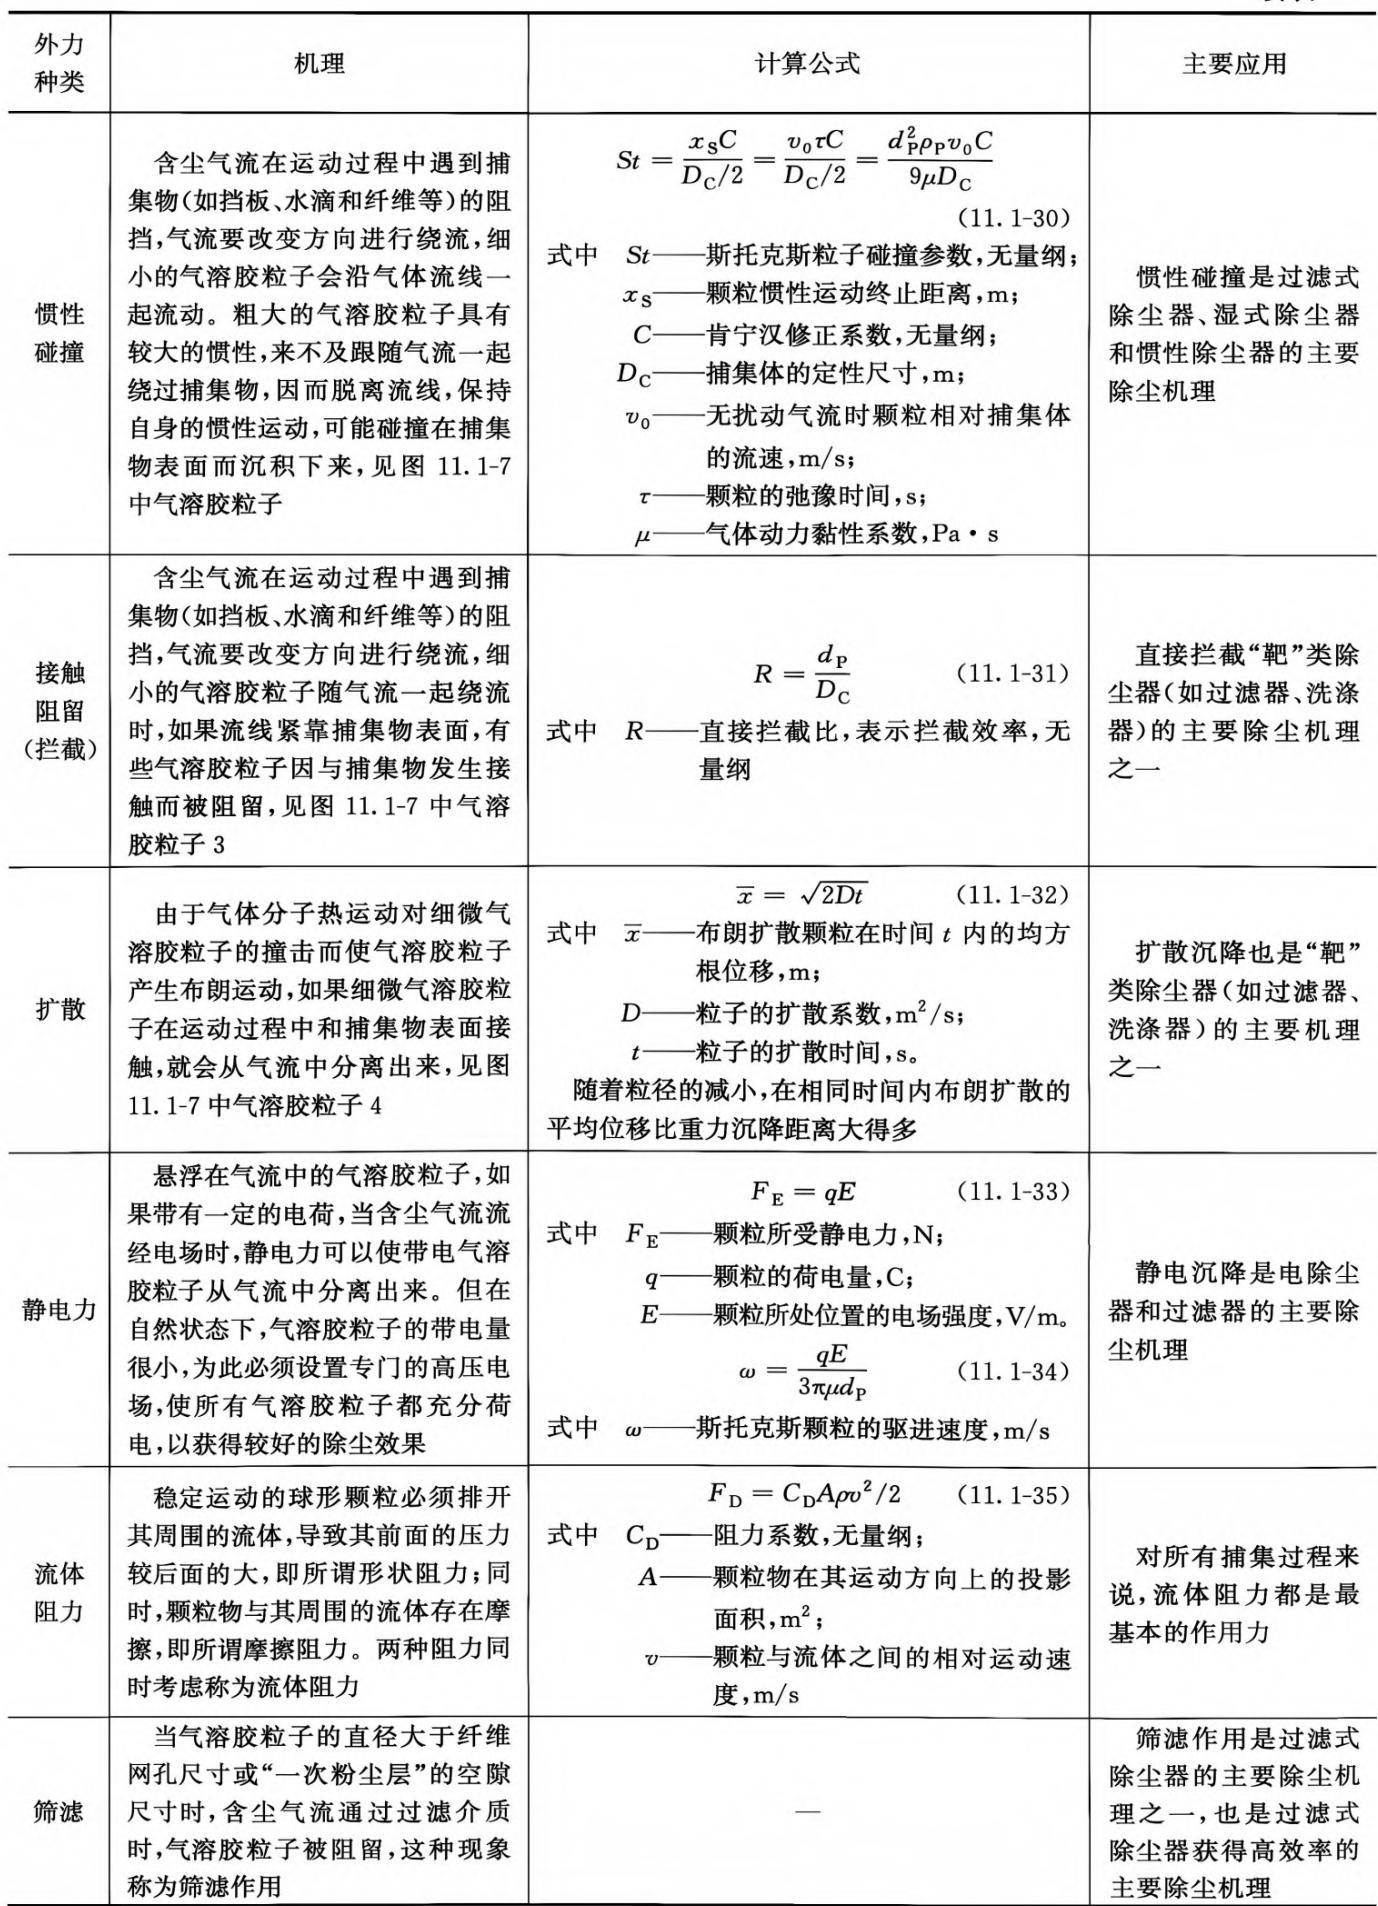 外力
种类
机理
计算公式
主要应用
惯性
碰撞
含尘气流在运动过程中遇到捕
集物(如挡板、水滴和纤维等)的阻
挡,气流要改变方向进行绕流,细
小的气溶胶粒子会沿气体流线一
起流动。粗大的气溶胶粒子具有
较大的惯性,来不及跟随气流一起
绕过捕集物,因而脱离流线,保持
自身的惯性运动,可能碰撞在捕集
物表面而沉积下来,见图 11.1-7
中气溶胶粒子
St = x_S C / (D_C/2) = v_0 τC / (D_C/2) = d_P^2 ρ_P v_0 C / (9μD_C)
(11.1-30)
式中 St——斯托克斯粒子碰撞参数,无量纲;
x_S——颗粒惯性运动终止距离,m;
C——肯宁汉修正系数,无量纲;
D_C——捕集体的定性尺寸,m;
v_0——无扰动气流时颗粒相对捕集体
的流速,m/s;
τ——颗粒的弛豫时间,s;
μ——气体动力黏性系数,Pa·s
惯性碰撞是过滤式
除尘器、湿式除尘器
和惯性除尘器的主要
除尘机理
接触
阻留
(拦截)
含尘气流在运动过程中遇到捕
集物(如挡板、水滴和纤维等)的阻
挡,气流要改变方向进行绕流,细
小的气溶胶粒子随气流一起绕流
时,如果流线紧靠捕集物表面,有
些气溶胶粒子因与捕集物发生接
触而被阻留,见图 11.1-7 中气溶
胶粒子 3
R = d_P / D_C (11.1-31)
式中 R——直接拦截比,表示拦截效率,无
量纲
直接拦截“靶”类除
尘器(如过滤器、洗涤
器)的主要除尘机理
之一
扩散
由于气体分子热运动对细微气
溶胶粒子的撞击而使气溶胶粒子
产生布朗运动,如果细微气溶胶粒
子在运动过程中和捕集物表面接
触,就会从气流中分离出来,见图
11.1-7 中气溶胶粒子 4
x̄ = √(2Dt) (11.1-32)
式中 x̄——布朗扩散颗粒在时间 t 内的均方
根位移,m;
D——粒子的扩散系数,m²/s;
t——粒子的扩散时间,s。
随着粒径的减小,在相同时间内布朗扩散的
平均位移比重力沉降距离大得多
扩散沉降也是“靶”
类除尘器(如过滤器、
洗涤器)的主要机理
之一
静电力
悬浮在气流中的气溶胶粒子,如
果带有一定的电荷,当含尘气流流
经电场时,静电力可以使带电气溶
胶粒子从气流中分离出来。但在
自然状态下,气溶胶粒子的带电量
很小,为此必须设置专门的高压电
场,使所有气溶胶粒子都充分荷
电,以获得较好的除尘效果
F_E = qE (11.1-33)
式中 F_E——颗粒所受静电力,N;
q——颗粒的荷电量,C;
E——颗粒所处位置的电场强度,V/m。
ω = qE / (3πμd_P) (11.1-34)
式中 ω——斯托克斯颗粒的驱进速度,m/s
静电沉降是电除尘
器和过滤器的主要除
尘机理
流体
阻力
稳定运动的球形颗粒必须排开
其周围的流体,导致其前面的压力
较后面的大,即所谓形状阻力;同
时,颗粒物与其周围的流体存在摩
擦,即所谓摩擦阻力。两种阻力同
时考虑称为流体阻力
F_D = C_D Aρv²/2 (11.1-35)
式中 C_D——阻力系数,无量纲;
A——颗粒物在其运动方向上的投影
面积,m²;
v——颗粒与流体之间的相对运动速
度,m/s
对所有捕集过程来
说,流体阻力都是最
基本的作用力
筛滤
当气溶胶粒子的直径大于纤维
网孔尺寸或“一次粉尘层”的空隙
尺寸时,含尘气流通过过滤介质
时,气溶胶粒子被阻留,这种现象
称为筛滤作用
—
筛滤作用是过滤式
除尘器的主要除尘机
理之一,也是过滤式
除尘器获得高效率的
主要除尘机理